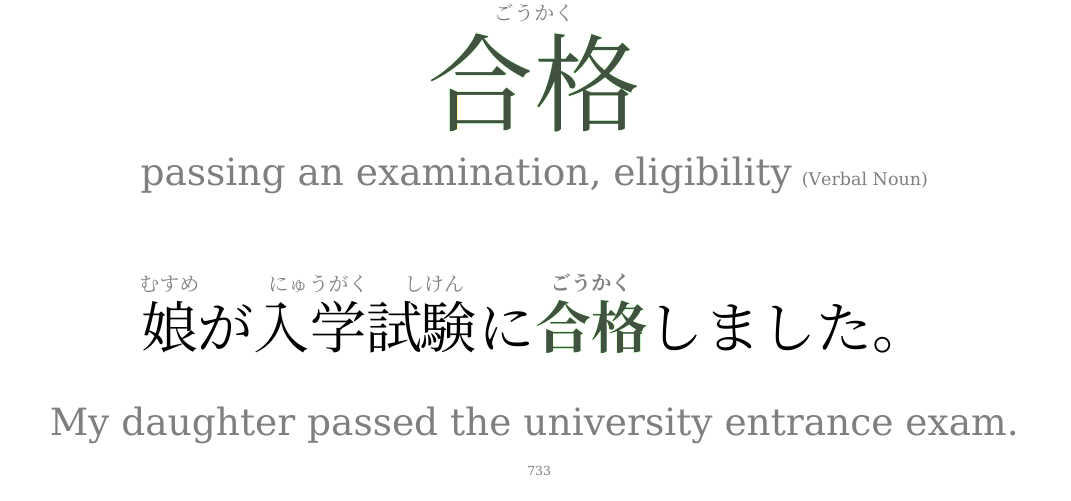 ごうかく
合格
passing an examination, eligibility (Verbal Noun)
むすめ にゅうがく しけん ごうかく
娘が入学試験に合格しました。
My daughter passed the university entrance exam.
733